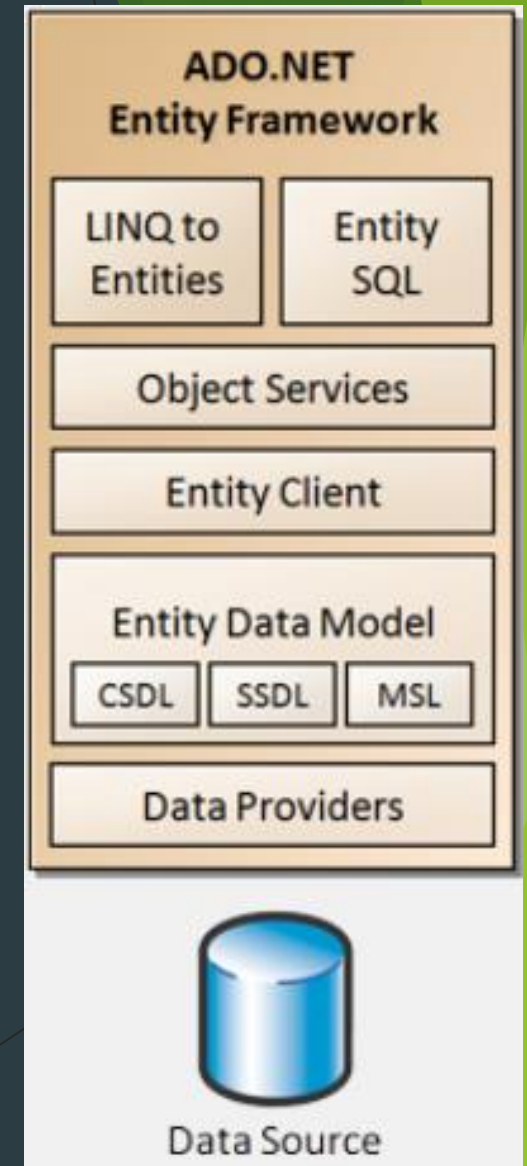 ADO.NET
Entity Framework
LINQ to
Entities
Entity
SQL
Object Services
Entity Client
Entity Data Model
CSDL SSDL MSL
Data Providers
Data Source